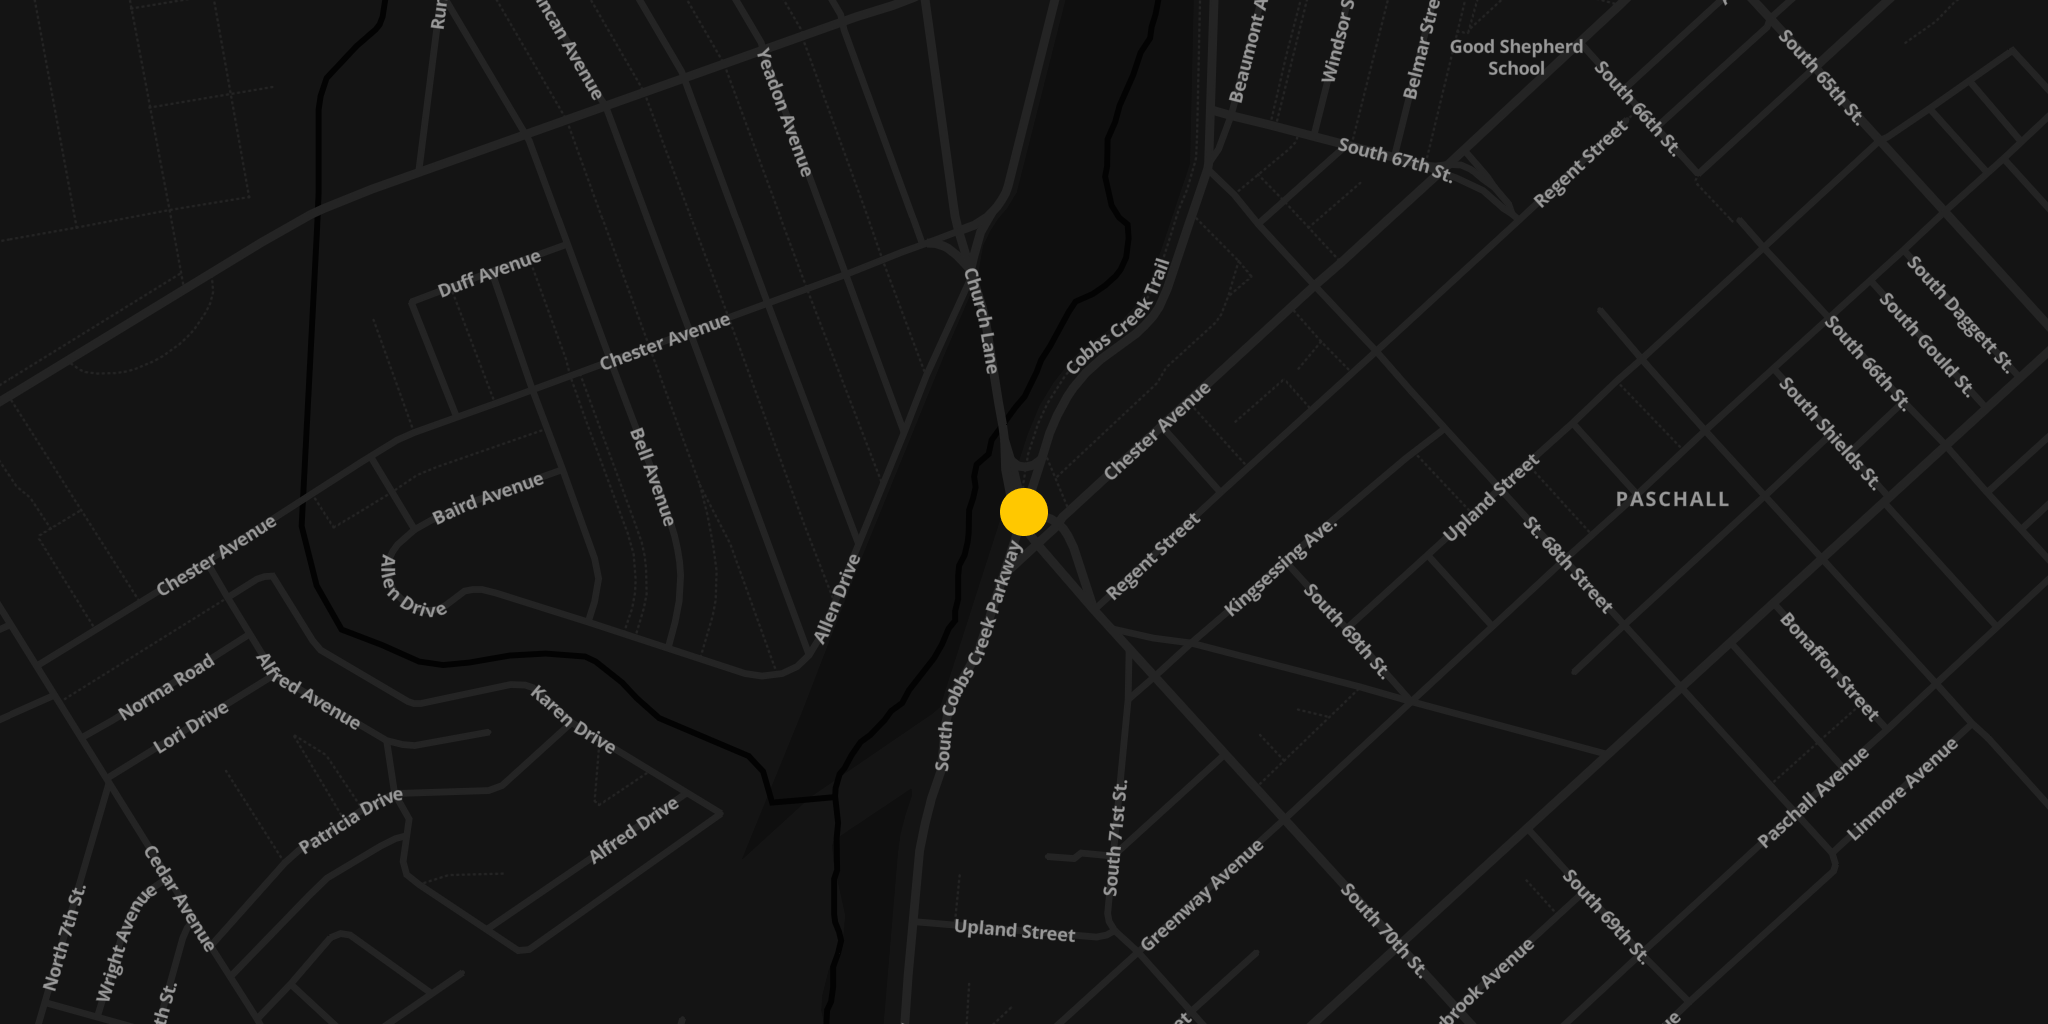 Yeadon Avenue
Good Shepherd
School
South 65th St.
South 66th St.
South 67th St.
Regent Street
Duff Avenue
Church Lane
Cobbs Creek Trail
South Daggett St.
South Gould St.
South 66th St.
Chester Avenue
South Shields St.
Chester Avenue
Bell Avenue
Baird Avenue
PASCHALL
Upland Street
Chester Avenue
Regent Street
Kingsessing Ave.
St. 68th Street
Allen Drive
Allen Drive
South Cobbs Creek Parkway
South 69th St.
Bonaffon Street
Norma Road
Alfred Avenue
Lori Drive
Karen Drive
Patricia Drive
Alfred Drive
South 71st St.
Paschall Avenue
Linmore Avenue
Cedar Avenue
Greenway Avenue
North 7th St.
Wright Avenue
Upland Street
South 70th St.
South 69th St.
Avenue
Avenue
Beaumont
Windsor
Belmar
th St.